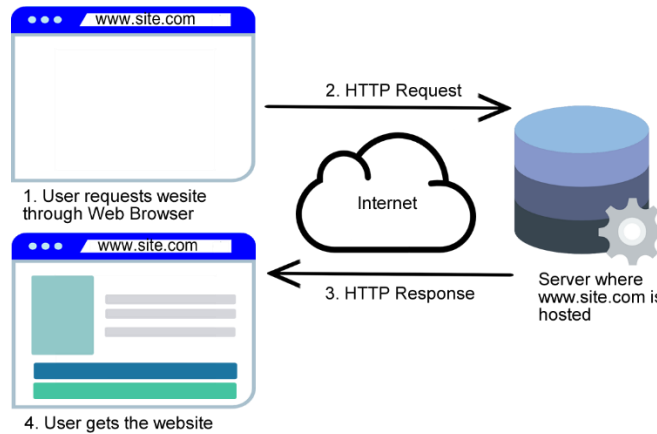 www.site.com
2. HTTP Request
1. User requests wesite
through Web Browser
Internet
www.site.com
3. HTTP Response
Server where
www.site.com is
hosted
4. User gets the website